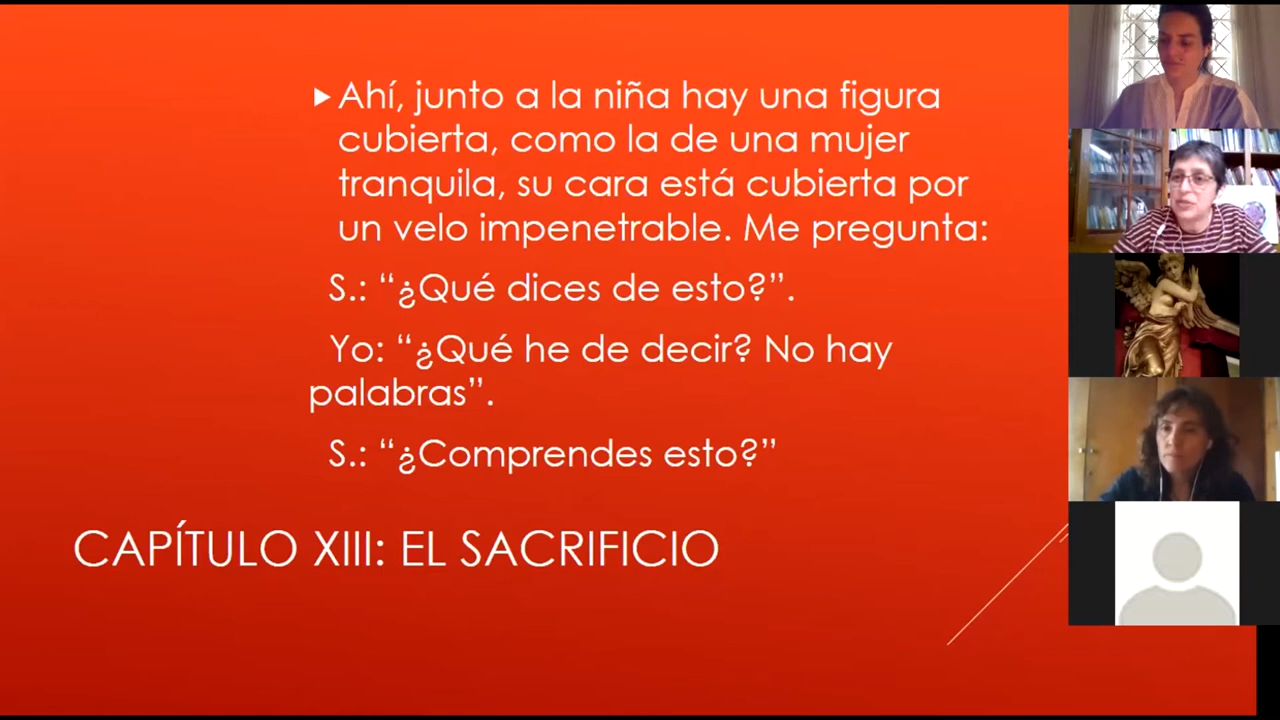 Ahí, junto a la niña hay una figura
cubierta, como la de una mujer
tranquila, su cara está cubierta por
un velo impenetrable. Me pregunta:
S.: “¿Qué dices de esto?”.
Yo: “¿Qué he de decir? No hay
palabras”.
S.: “¿Comprendes esto?”
CAPÍTULO XIII: EL SACRIFICIO